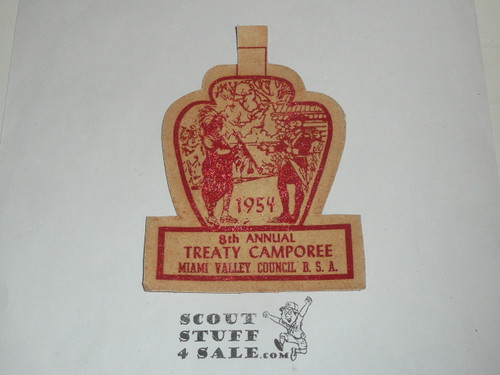 1954
8th ANNUAL
TREATY CAMPOREE
MIAMI VALLEY COUNCIL B. S. A.
SCOUT
STUFF
4 SALE.COM